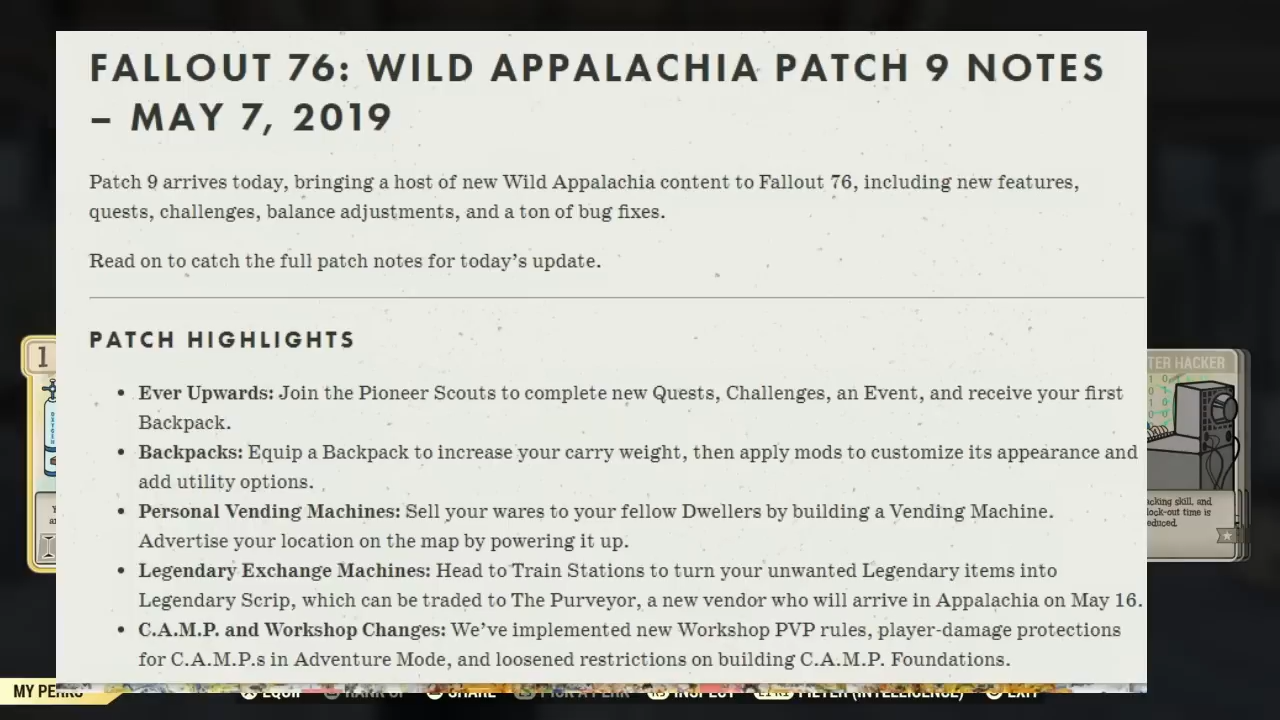 FALLOUT 76: WILD APPALACHIA PATCH 9 NOTES
– MAY 7, 2019
Patch 9 arrives today, bringing a host of new Wild Appalachia content to Fallout 76, including new features,
quests, challenges, balance adjustments, and a ton of bug fixes.
Read on to catch the full patch notes for today's update.
PATCH HIGHLIGHTS
• Ever Upwards: Join the Pioneer Scouts to complete new Quests, Challenges, an Event, and receive your first
Backpack.
• Backpacks: Equip a Backpack to increase your carry weight, then apply mods to customize its appearance and
add utility options.
• Personal Vending Machines: Sell your wares to your fellow Dwellers by building a Vending Machine.
Advertise your location on the map by powering it up.
• Legendary Exchange Machines: Head to Train Stations to turn your unwanted Legendary items into
Legendary Scrip, which can be traded to The Purveyor, a new vendor who will arrive in Appalachia on May 16.
• C.A.M.P. and Workshop Changes: We've implemented new Workshop PVP rules, player-damage protections
for C.A.M.P.s in Adventure Mode, and loosened restrictions on building C.A.M.P. Foundations.
1
HACKER
skill, and
lock-out time is
MY PERKS